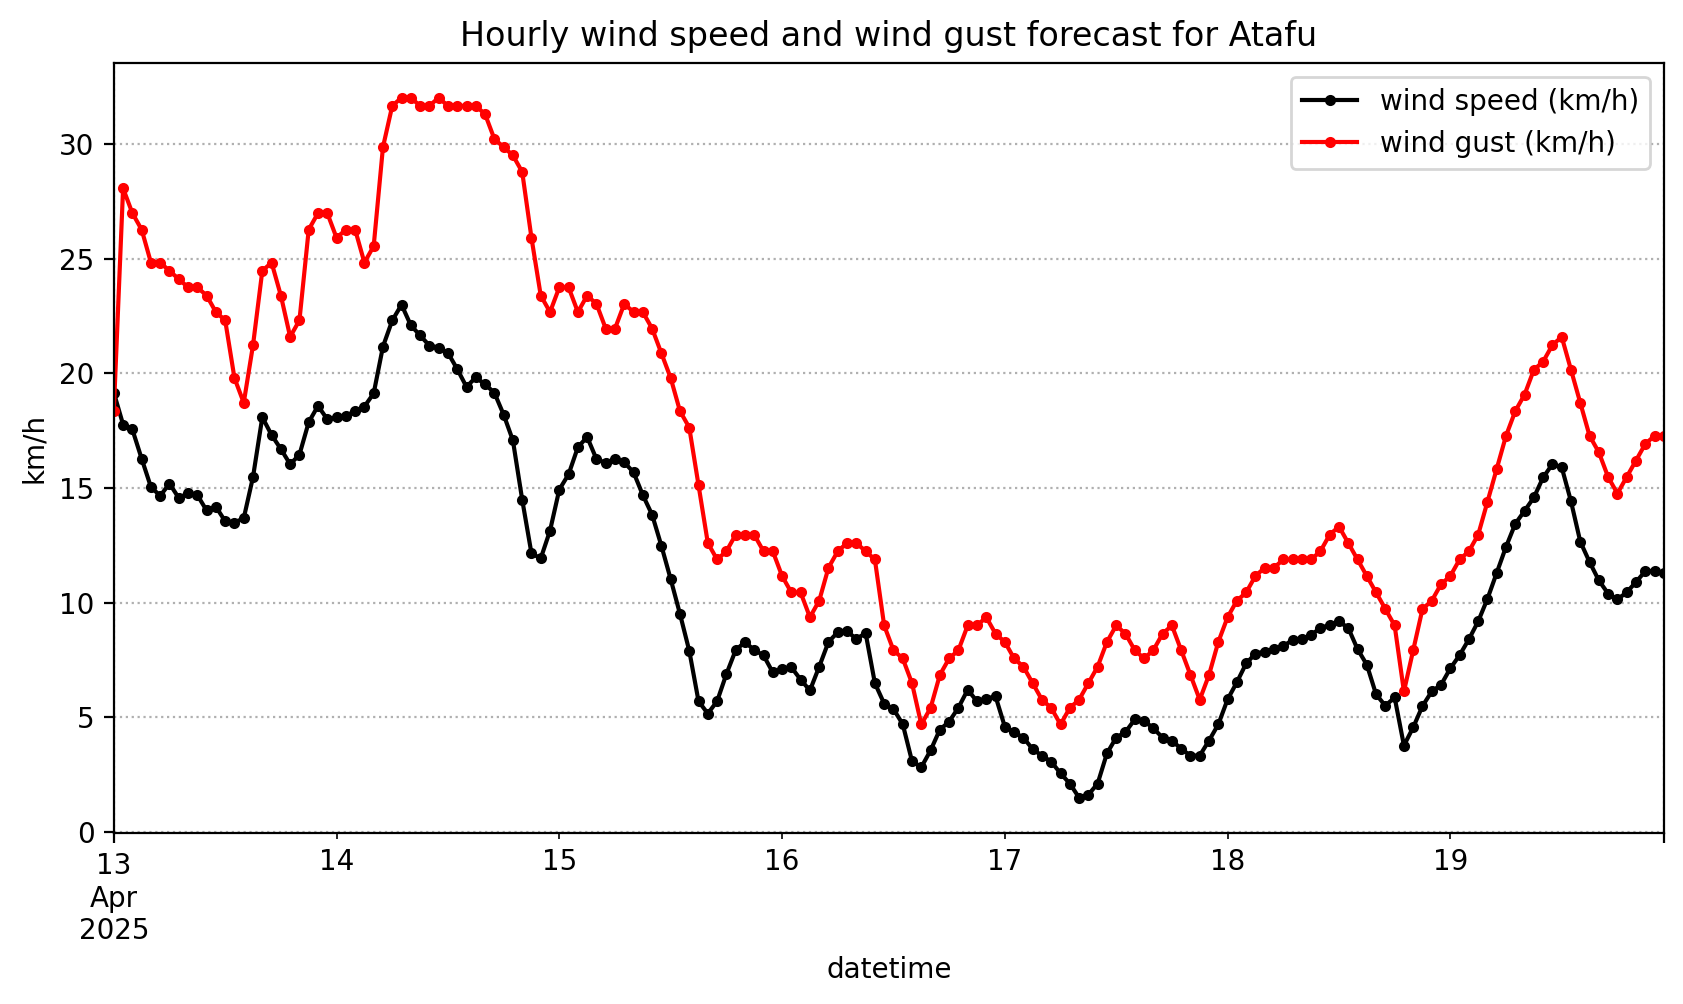 Hourly wind speed and wind gust forecast for Atafu
wind speed (km/h)
wind gust (km/h)
km/h
30
25
20
15
10
5
0
13 14 15 16 17 18 19
Apr
2025
datetime